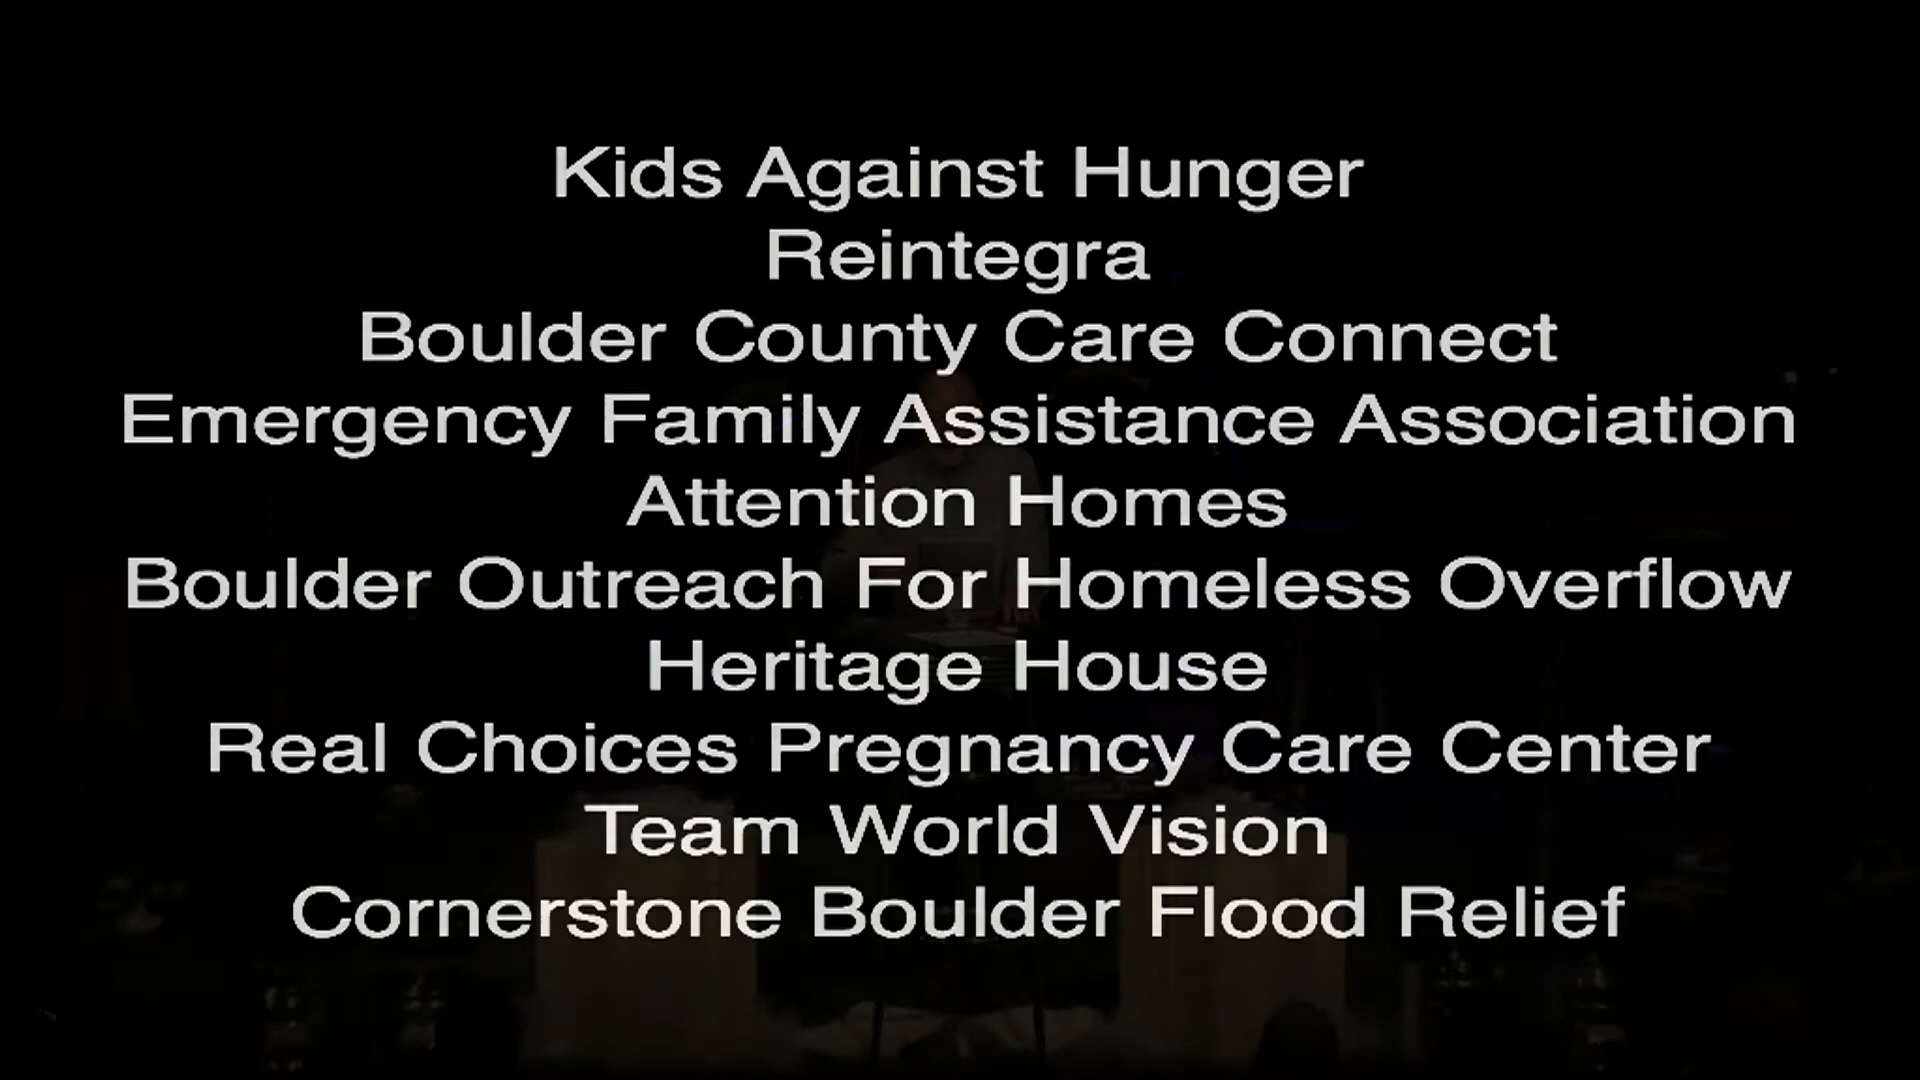 Kids Against Hunger
Reintegra
Boulder County Care Connect
Emergency Family Assistance Association
Attention Homes
Boulder Outreach For Homeless Overflow
Heritage House
Real Choices Pregnancy Care Center
Team World Vision
Cornerstone Boulder Flood Relief